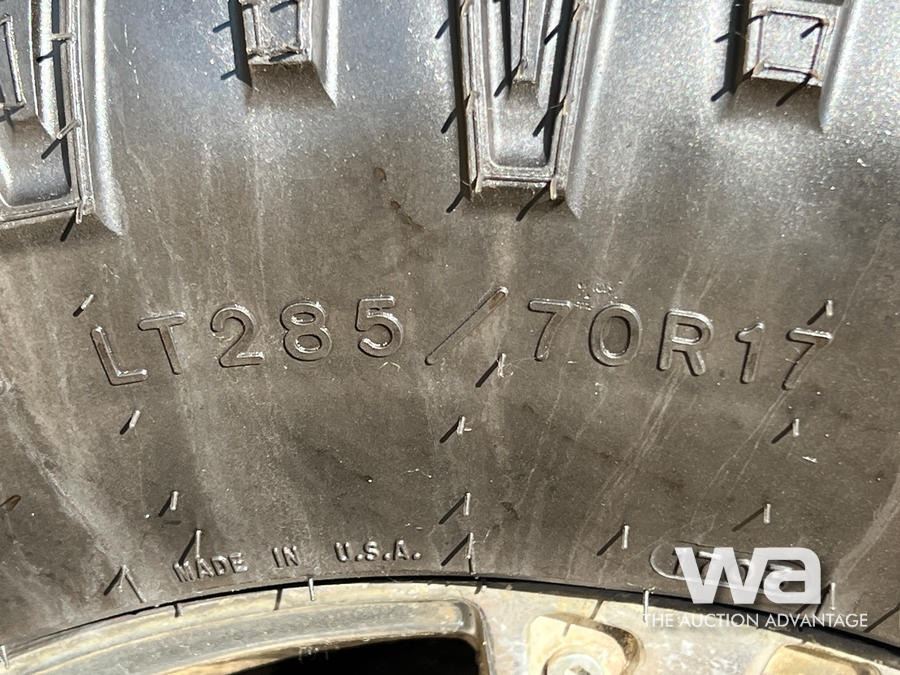 LT285/70R17
MADE IN U.S.A.
wa
THE AUCTION ADVANTAGE